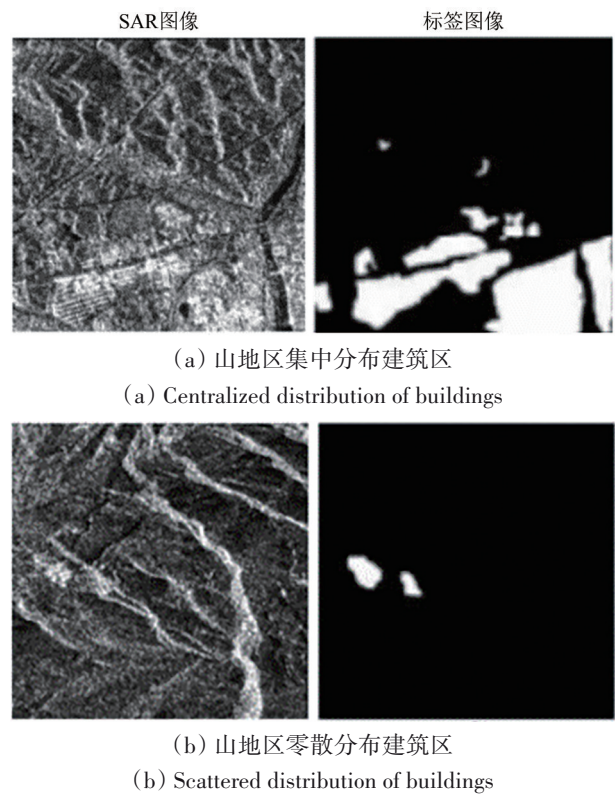 SAR图像 标签图像
（a）山地区集中分布建筑区
（a）Centralized distribution of buildings
（b）山地区零散分布建筑区
（b）Scattered distribution of buildings